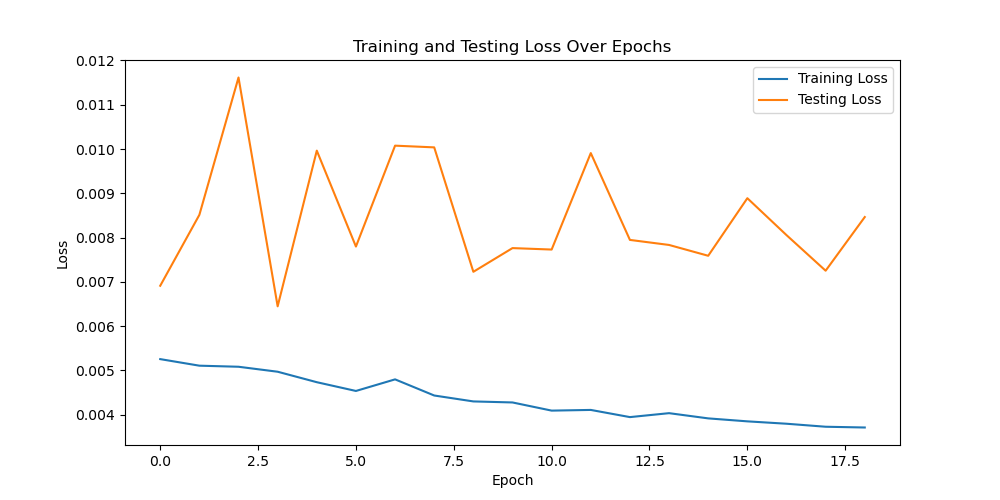 Training and Testing Loss Over Epochs
Training Loss
Testing Loss
0.012
0.011
0.010
0.009
0.008
0.007
0.006
0.005
0.004
Loss
0.0 2.5 5.0 7.5 10.0 12.5 15.0 17.5
Epoch